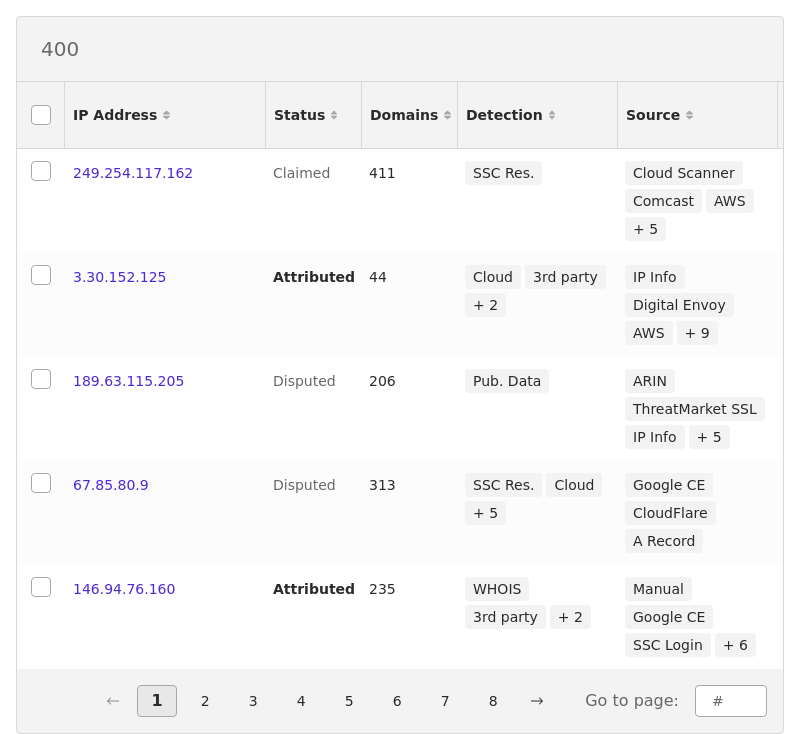 400
IP Address Status Domains Detection Source
249.254.117.162 Claimed 411 SSC Res. Cloud Scanner
Comcast AWS
+ 5
3.30.152.125 Attributed 44 Cloud 3rd party IP Info
+ 2 Digital Envoy
AWS + 9
189.63.115.205 Disputed 206 Pub. Data ARIN
ThreatMarket SSL
IP Info + 5
67.85.80.9 Disputed 313 SSC Res. Cloud Google CE
+ 5 CloudFlare
A Record
146.94.76.160 Attributed 235 WHOIS Manual
3rd party + 2 Google CE
SSC Login + 6
← 1 2 3 4 5 6 7 8 → Go to page: #